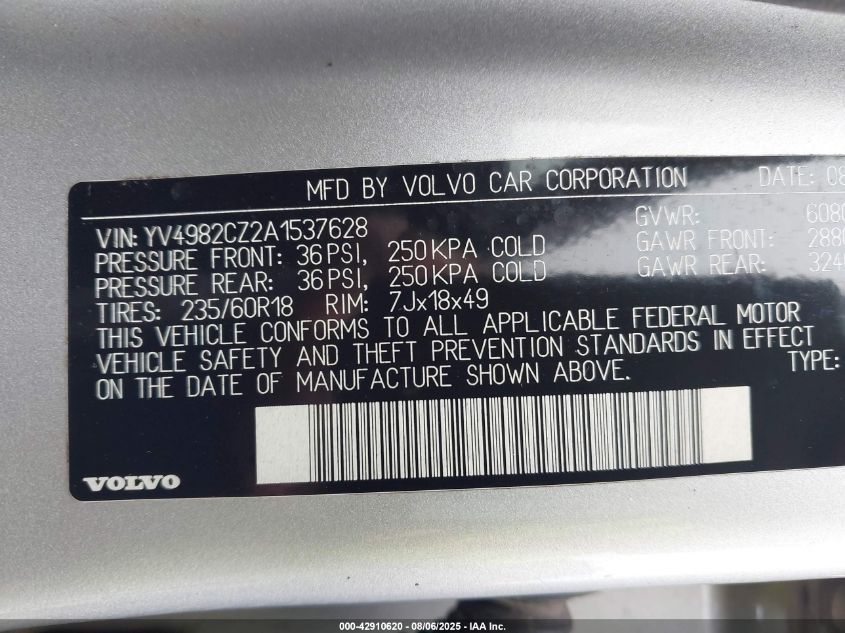 MFD BY VOLVO CAR CORPORATION DATE: 08
VIN: YV4982CZ2A1537628 GVWR: 6080
PRESSURE FRONT: 36 PSI, 250 KPA COLD GAWR FRONT: 2880
PRESSURE REAR: 36 PSI, 250 KPA COLD GAWR REAR: 324
TIRES: 235/60R18 RIM: 7Jx18x49
THIS VEHICLE CONFORMS TO ALL APPLICABLE FEDERAL MOTOR
VEHICLE SAFETY AND THEFT PREVENTION STANDARDS IN EFFECT
ON THE DATE OF MANUFACTURE SHOWN ABOVE. TYPE:
VOLVO
000-42910620 - 08/06/2025 - IAA Inc.